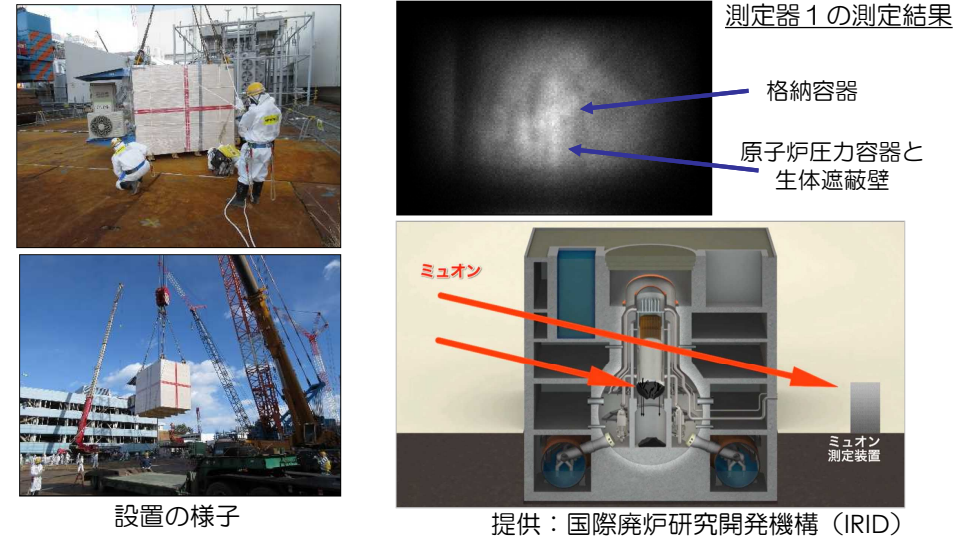 測定器１の測定結果
格納容器
原子炉圧力容器と
生体遮蔽壁
ミュオン
ミュオン
測定装置
設置の様子
提供：国際廃炉研究開発機構（IRID）